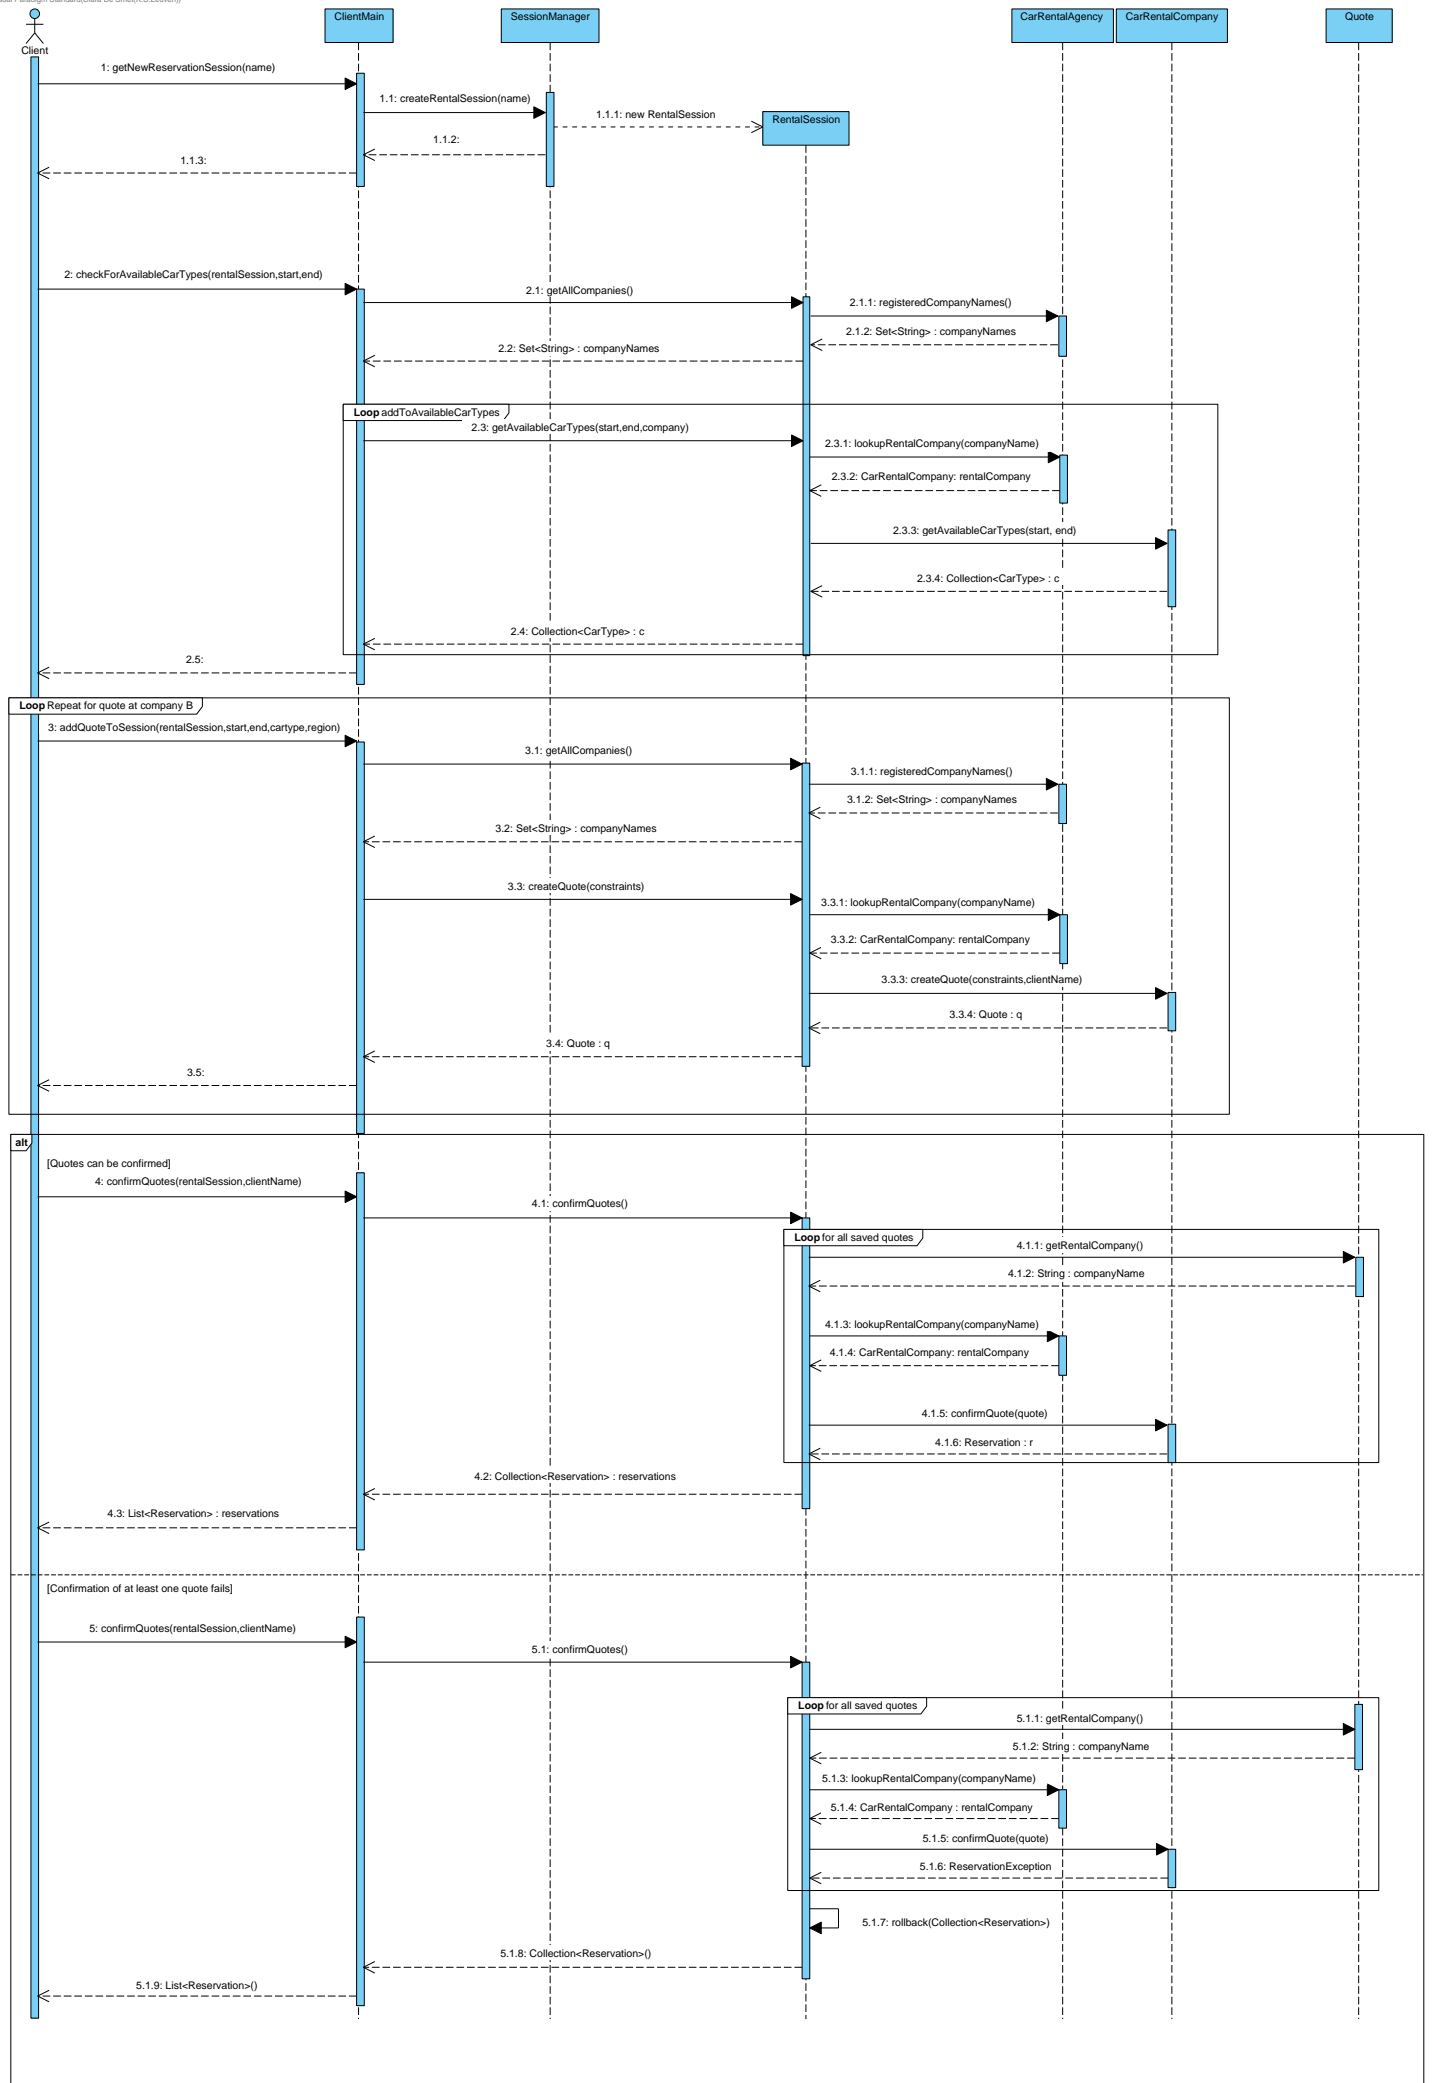 ClientMain
SessionManager
CarRentalAgency
CarRentalCompany
Quote
Client
1: getNewReservationSession(name)
1.1: createRentalSession(name)
1.1.1: new RentalSession
RentalSession
1.1.2:
1.1.3:
2: checkForAvailableCarTypes(rentalSession,start,end)
2.1: getAllCompanies()
2.1.1: registeredCompanyNames()
2.1.2: Set<String> : companyNames
2.2: Set<String> : companyNames
Loop addToAvailableCarTypes
2.3: getAvailableCarTypes(start,end,company)
2.3.1: lookupRentalCompany(companyName)
2.3.2: CarRentalCompany: rentalCompany
2.3.3: getAvailableCarTypes(start, end)
2.3.4: Collection<CarType> : c
2.4: Collection<CarType> : c
2.5:
Loop Repeat for quote at company B
3: addQuoteToSession(rentalSession,start,end,cartype,region)
3.1: getAllCompanies()
3.1.1: registeredCompanyNames()
3.1.2: Set<String> : companyNames
3.2: Set<String> : companyNames
3.3: createQuote(constraints)
3.3.1: lookupRentalCompany(companyName)
3.3.2: CarRentalCompany: rentalCompany
3.3.3: createQuote(constraints,clientName)
3.3.4: Quote : q
3.4: Quote : q
3.5:
alt
[Quotes can be confirmed]
4: confirmQuotes(rentalSession,clientName)
4.1: confirmQuotes()
Loop for all saved quotes
4.1.1: getRentalCompany()
4.1.2: String : companyName
4.1.3: lookupRentalCompany(companyName)
4.1.4: CarRentalCompany: rentalCompany
4.1.5: confirmQuote(quote)
4.1.6: Reservation : r
4.2: Collection<Reservation> : reservations
4.3: List<Reservation> : reservations
[Confirmation of at least one quote fails]
5: confirmQuotes(rentalSession,clientName)
5.1: confirmQuotes()
Loop for all saved quotes
5.1.1: getRentalCompany()
5.1.2: String : companyName
5.1.3: lookupRentalCompany(companyName)
5.1.4: CarRentalCompany : rentalCompany
5.1.5: confirmQuote(quote)
5.1.6: ReservationException
5.1.7: rollback(Collection<Reservation>)
5.1.8: Collection<Reservation>()
5.1.9: List<Reservation>()